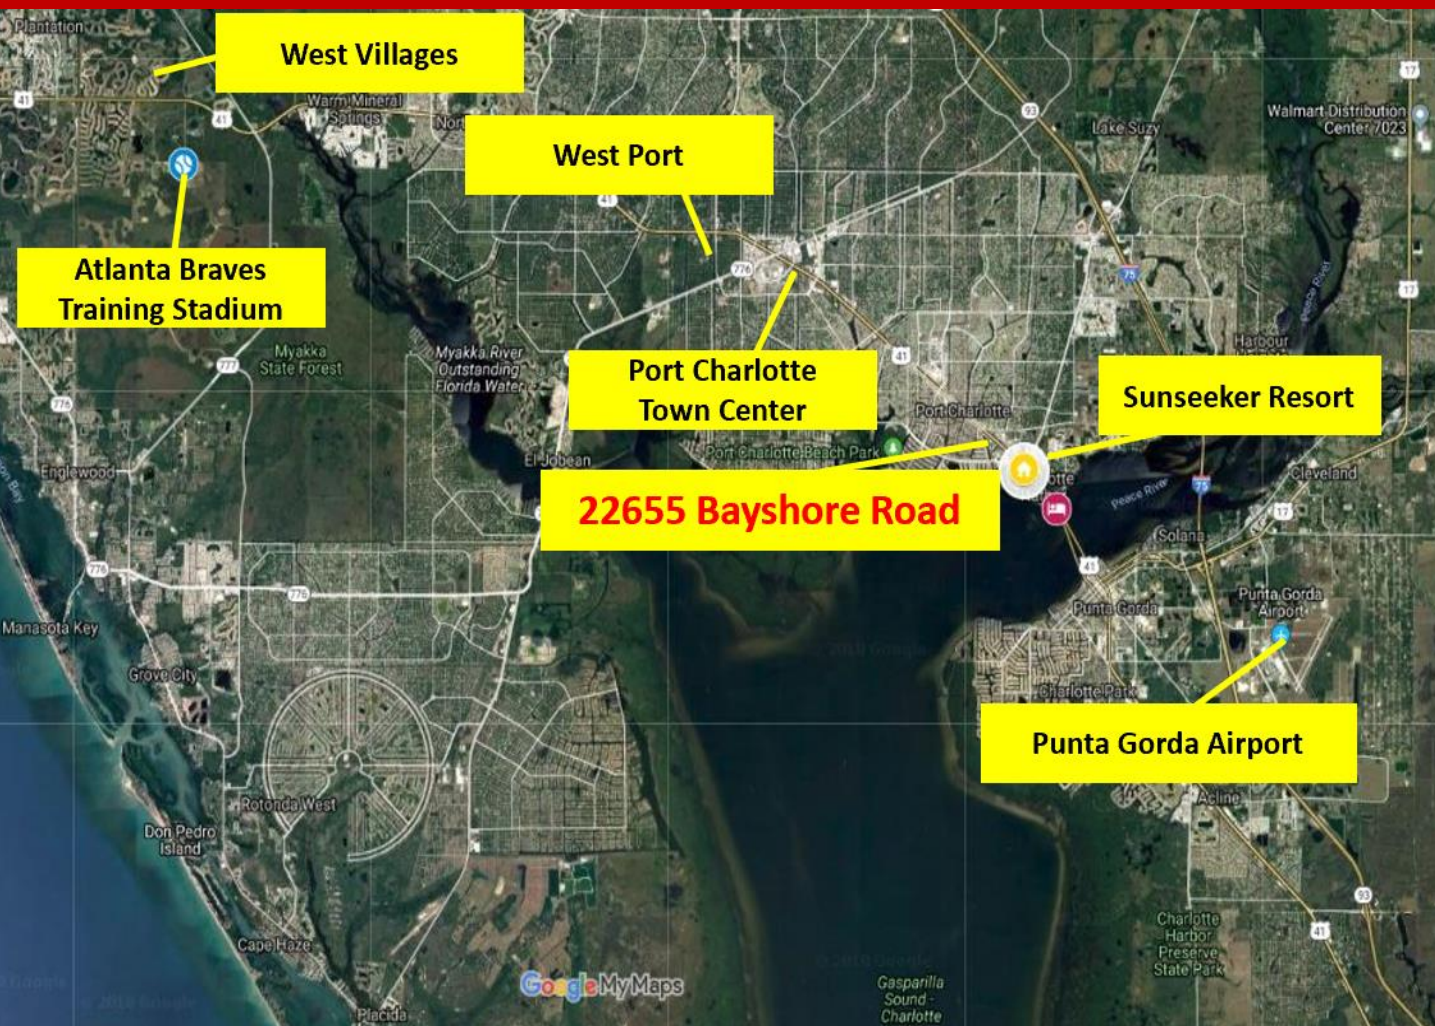 Plantation
West Villages
41
41
Warm Mineral
Springs
93
17
Lake Suzy
Walmart Distribution
Center 7023
West Port
41
Atlanta Braves
Training Stadium
776
75
17
Peace River
Harbour
Myakka
State Forest
777
Myakka River
Outstanding
Florida Water
Port Charlotte
Town Center
41
Sunseeker Resort
776
Port Charlotte
Englewood
El Jobean
Port Charlotte Beach Park
22655 Bayshore Road
Peace River
75
Cleveland
17
Solana
776
776
41
Manasota Key
Punta Gorda
Punta Gorda
Airport
Grove City
Charlotte Park
Punta Gorda Airport
Rotonda West
Acline
Don Pedro
Island
93
Cape Haze
Charlotte
Harbor
Preserve
State Park
41
Google My Maps
Gasparilla
Sound -
Charlotte
Placida